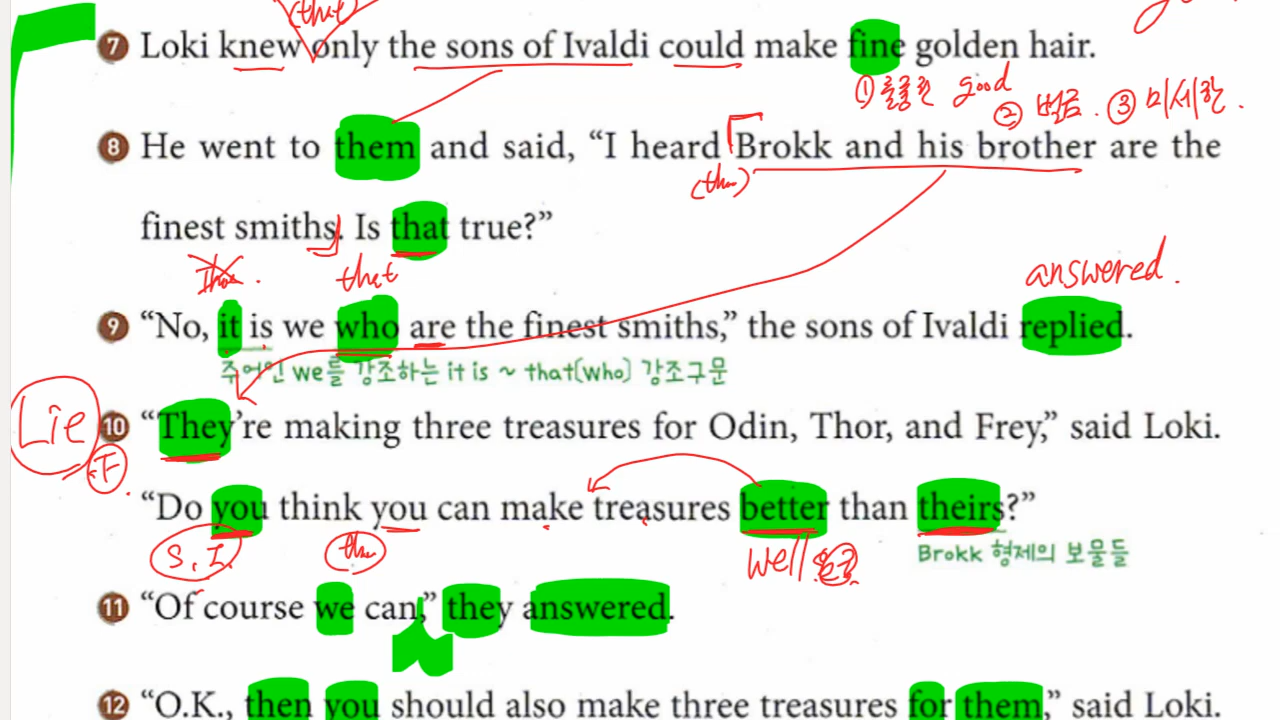 (that)
7 Loki knew only the sons of Ivaldi could make fine golden hair.
①훌륭한 good ② 벌금. ③ 미세한.
8 He went to them and said, “I heard Brokk and his brother are the
finest smiths. Is that true?”
that
answered.
9 “No, it is we who are the finest smiths,” the sons of Ivaldi replied.
주어인 we를 강조하는 it is ~ that(who) 강조구문
Lie
10 “They’re making three treasures for Odin, Thor, and Frey,” said Loki.
“Do you think you can make treasures better than theirs?”
S. I.
well
Brokk 형제의 보물들
11 “Of course we can,” they answered.
12 “O.K., then you should also make three treasures for them,” said Loki.